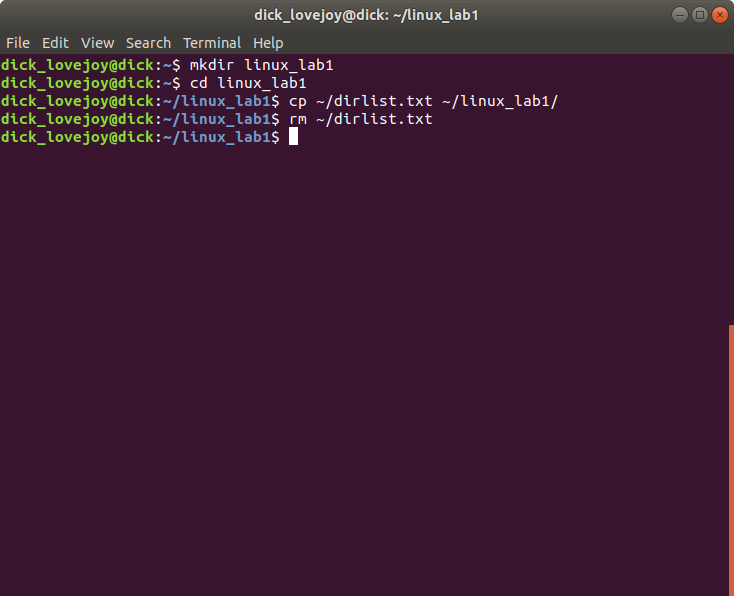 dick_lovejoy@dick: ~/linux_lab1
File Edit View Search Terminal Help
dick_lovejoy@dick:~$ mkdir linux_lab1
dick_lovejoy@dick:~$ cd linux_lab1
dick_lovejoy@dick:~/linux_lab1$ cp ~/dirlist.txt ~/linux_lab1/
dick_lovejoy@dick:~/linux_lab1$ rm ~/dirlist.txt
dick_lovejoy@dick:~/linux_lab1$